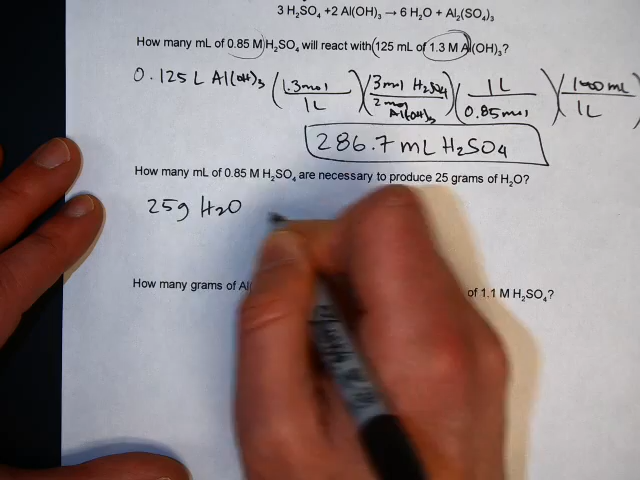 3 H₂SO₄ +2 Al(OH)₃ → 6 H₂O + Al₂(SO₄)₃
How many mL of 0.85 M H₂SO₄ will react with 125 mL of 1.3 M Al(OH)₃?
0.125 L Al(OH)₃ (1.3 mol / 1L) (3 mol H₂SO₄ / 2 mol Al(OH)₃) (1L / 0.85 mol) (1000 mL / 1L)
286.7 mL H₂SO₄
How many mL of 0.85 M H₂SO₄ are necessary to produce 25 grams of H₂O?
25g H₂O
How many grams of Al of 1.1 M H₂SO₄?